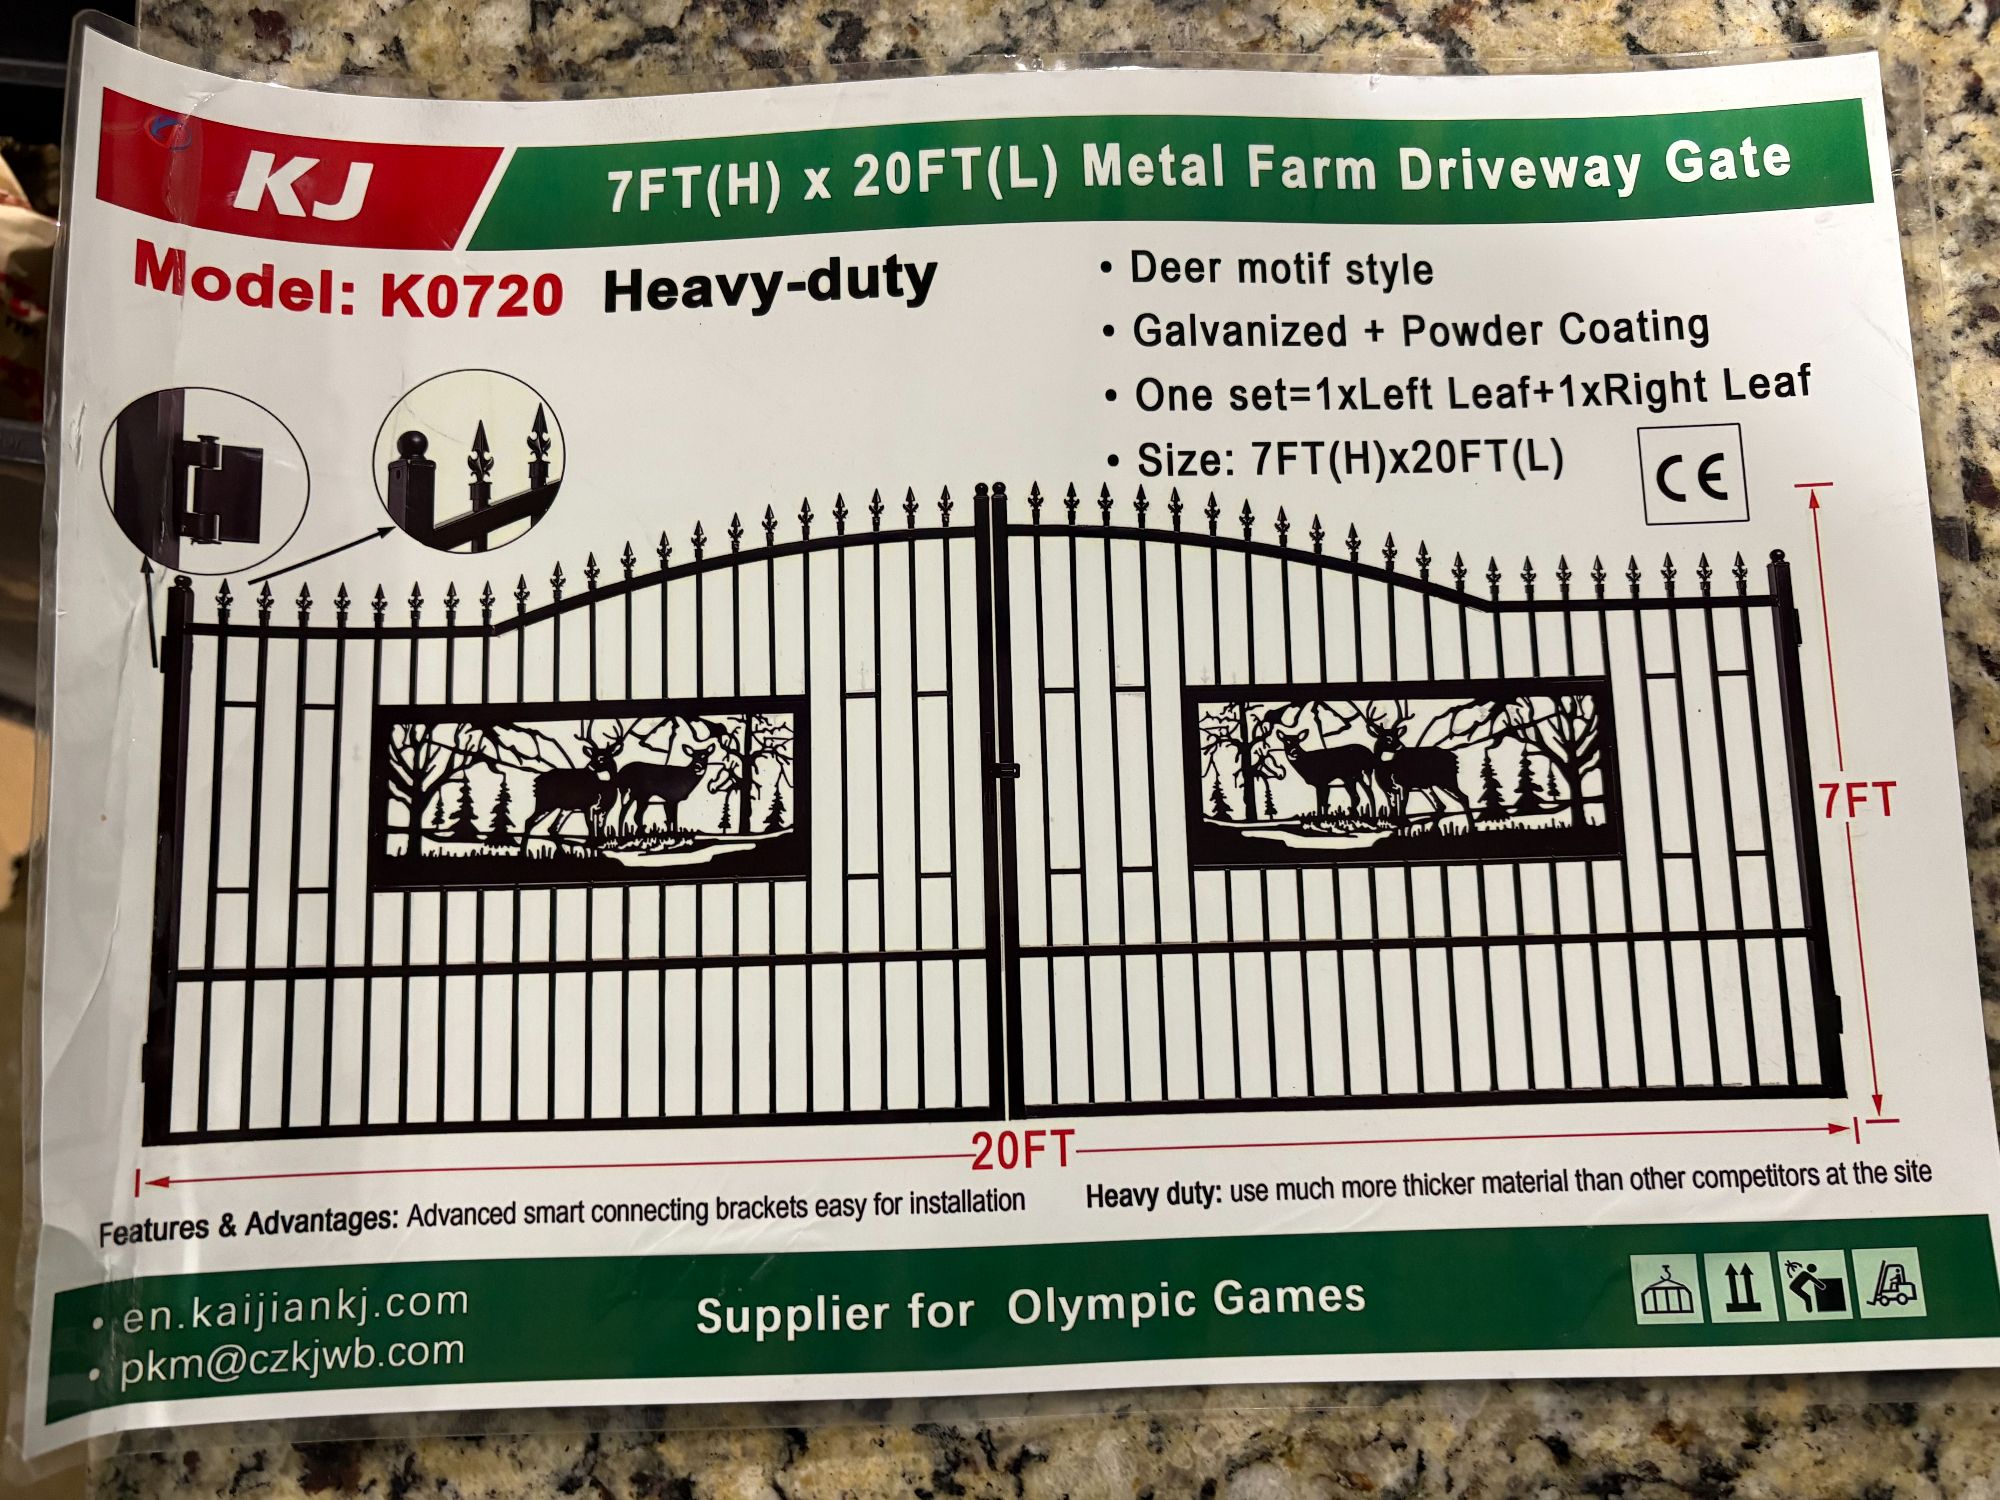 KJ
7FT(H) x 20FT(L) Metal Farm Driveway Gate
Model: K0720 Heavy-duty
• Deer motif style
• Galvanized + Powder Coating
• One set=1xLeft Leaf+1xRight Leaf
• Size: 7FT(H)x20FT(L)
CE
7FT
20FT
Features & Advantages: Advanced smart connecting brackets easy for installation
Heavy duty: use much more thicker material than other competitors at the site
• en.kaijiankj.com
• pkm@czkjwb.com
Supplier for Olympic Games